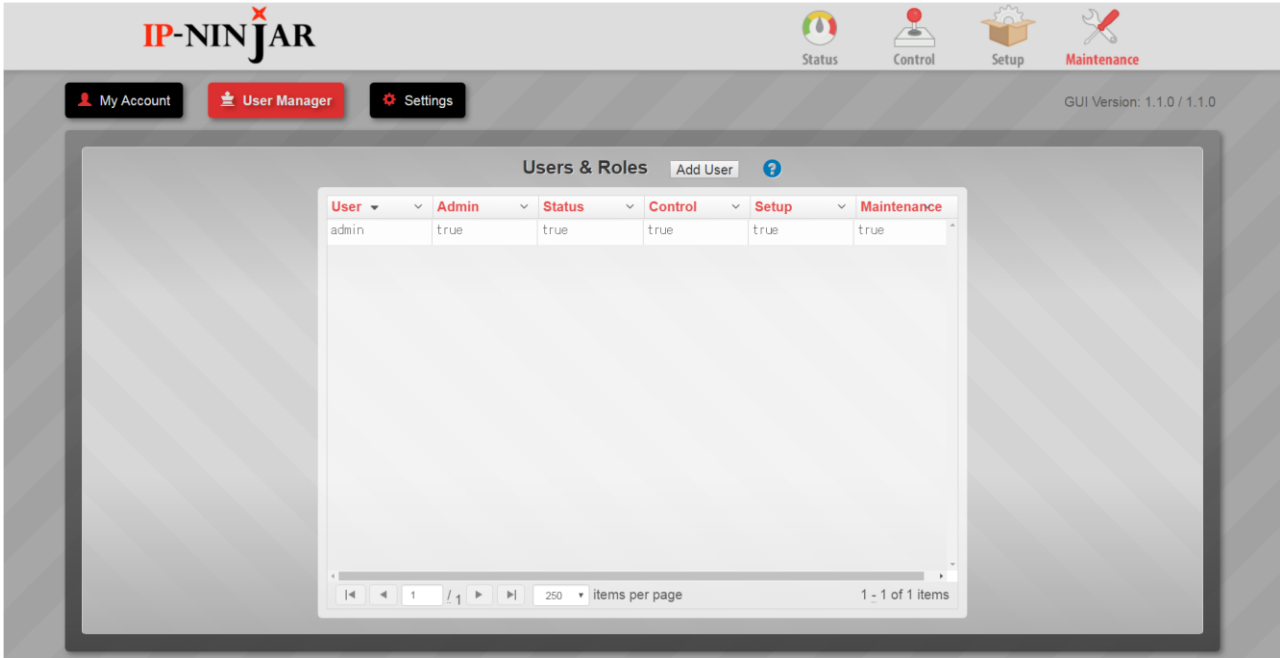 IP-NINJAR
Status Control Setup Maintenance
My Account User Manager Settings GUI Version: 1.1.0 / 1.1.0
Users & Roles Add User ?
User Admin Status Control Setup Maintenance
admin true true true true true
1 / 1 250 items per page 1 - 1 of 1 items